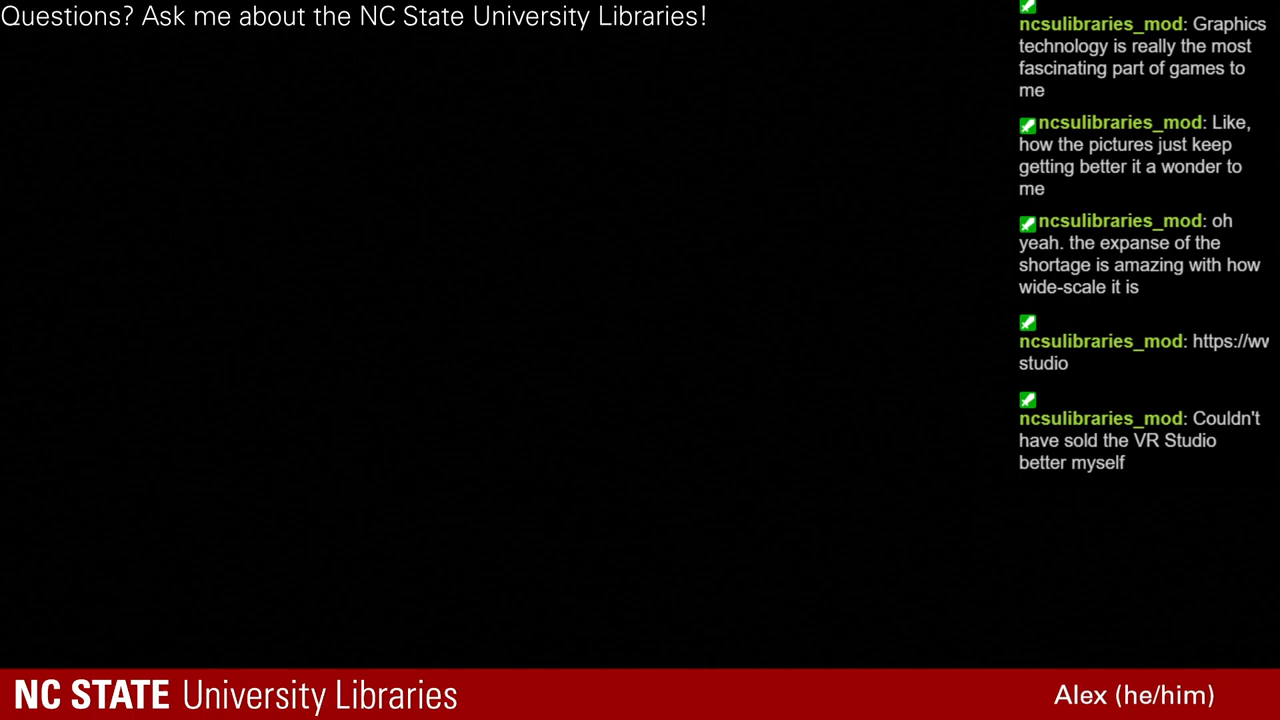 Questions? Ask me about the NC State University Libraries!
ncsulibraries_mod: Graphics
technology is really the most
fascinating part of games to
me
ncsulibraries_mod: Like,
how the pictures just keep
getting better it a wonder to
me
ncsulibraries_mod: oh
yeah. the expanse of the
shortage is amazing with how
wide-scale it is
ncsulibraries_mod: https://ww
studio
ncsulibraries_mod: Couldn't
have sold the VR Studio
better myself
NC STATE University Libraries
Alex (he/him)